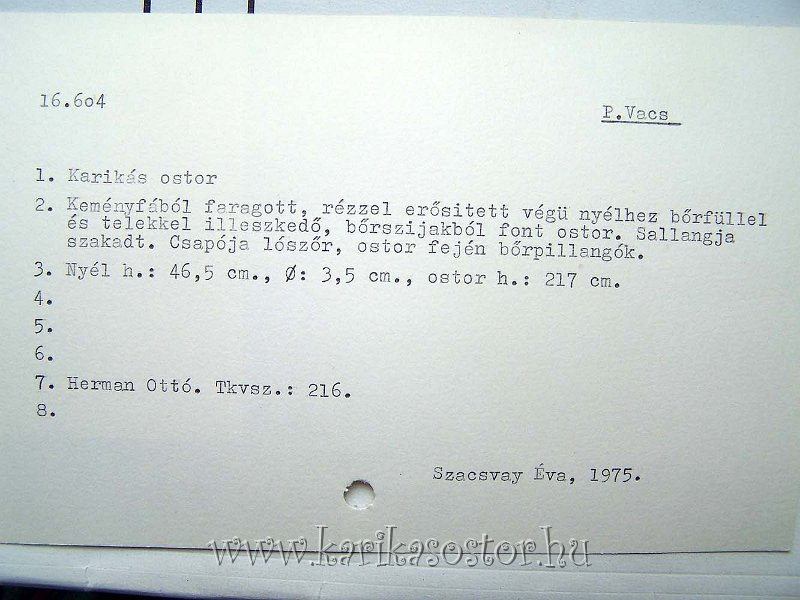 16.6o4
P.Vacs
1. Karikás ostor
2. Keményfából faragott, rézzel erősitett végü nyélhez bőrfüllel
és telekkel illeszkedő, bőrszijakból font ostor. Sallangja
szakadt. Csapója lószőr, ostor fején bőrpillangók.
3. Nyél h.: 46,5 cm., Ø: 3,5 cm., ostor h.: 217 cm.
4.
5.
6.
7. Herman Ottó. Tkvsz.: 216.
8.
Szacsvay Éva, 1975.
www.karikasostor.hu